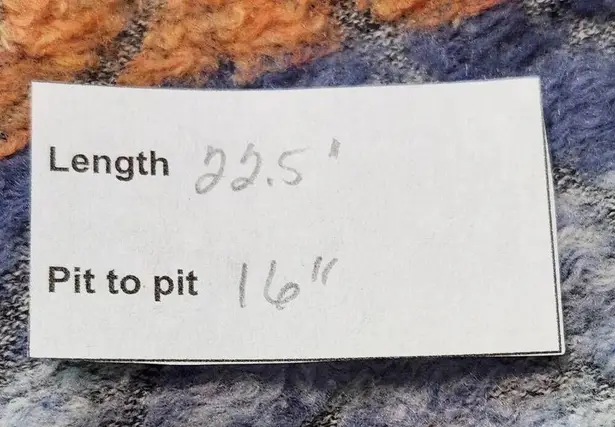 Length 22.5'
Pit to pit 16"